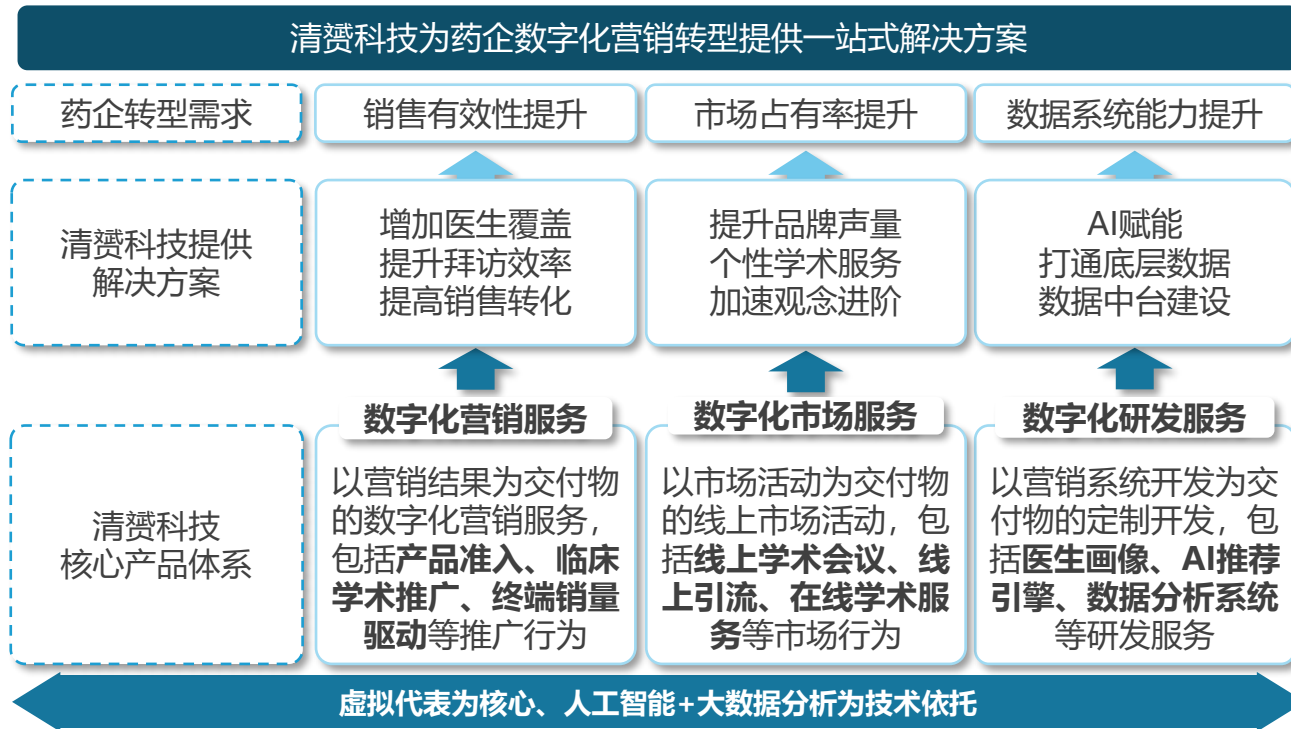 清赟科技为药企数字化营销转型提供一站式解决方案
药企转型需求
销售有效性提升
市场占有率提升
数据系统能力提升
清赟科技提供
解决方案
增加医生覆盖
提升拜访效率
提高销售转化
提升品牌声量
个性学术服务
加速观念进阶
AI赋能
打通底层数据
数据中台建设
清赟科技
核心产品体系
数字化营销服务
以营销结果为交付物
的数字化营销服务，
包括产品准入、临床
学术推广、终端销量
驱动等推广行为
数字化市场服务
以市场活动为交付物
的线上市场活动，包
括线上学术会议、线
上引流、在线学术服
务等市场行为
数字化研发服务
以营销系统开发为交
付物的定制开发，包
括医生画像、AI推荐
引擎、数据分析系统
等研发服务
虚拟代表为核心、人工智能+大数据分析为技术依托